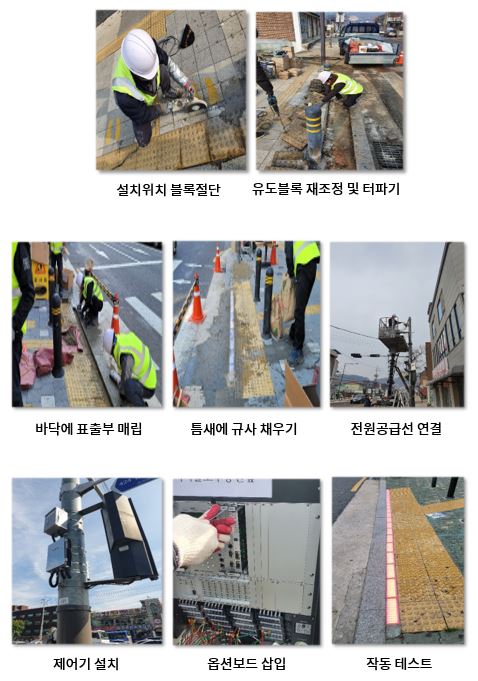 설치위치 블록절단
유도블록 재조정 및 터파기
바닥에 표출부 매립
틈새에 규사 채우기
전원공급선 연결
제어기 설치
옵션보드 삽입
작동 테스트